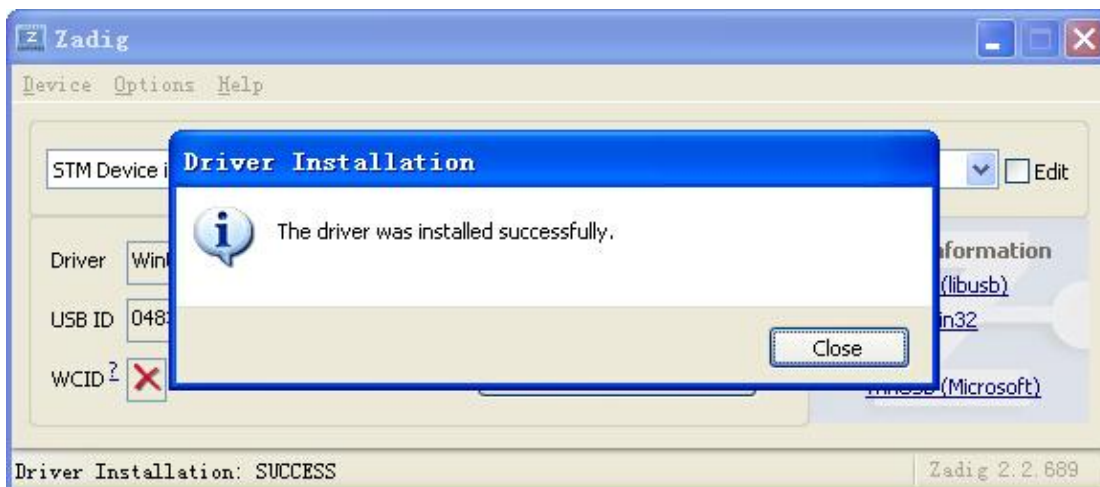 Zadig
Device Options Help
STM Device i
Edit
Driver Installation
The driver was installed successfully.
Close
Driver
USB ID 048
WCID ?
formation
(libusb)
in32
(Microsoft)
Driver Installation: SUCCESS
Zadig 2.2.689